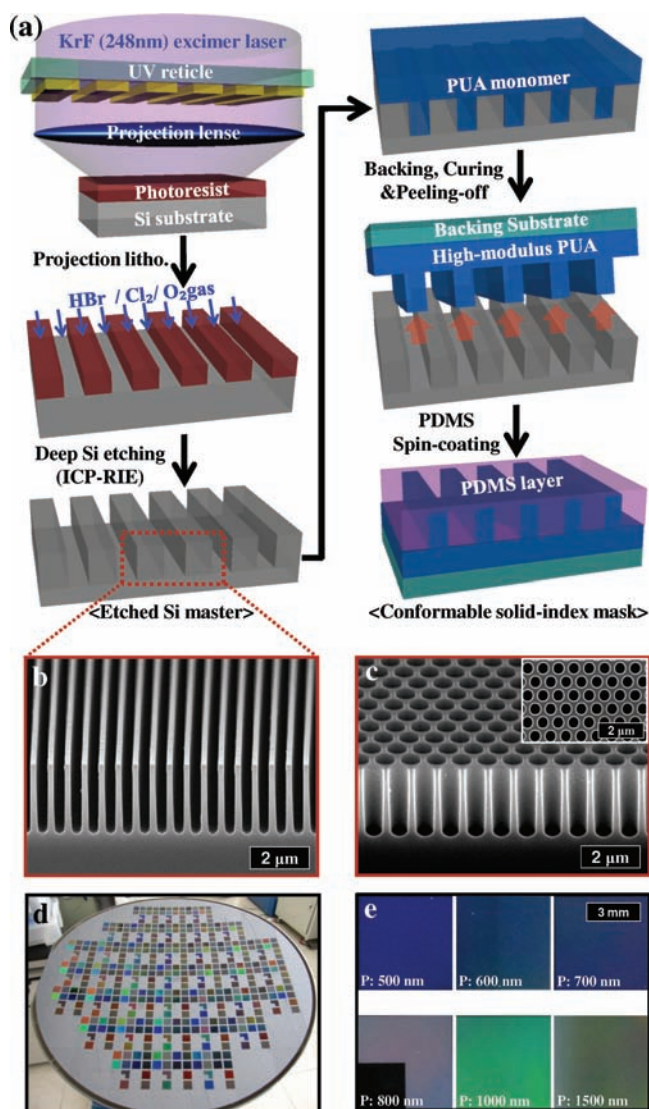 (a)
KrF (248nm) excimer laser
UV reticle
Projection lense
Photoresist
Si substrate
Projection litho.
HBr / Cl₂/ O₂gas
Deep Si etching
(ICP-RIE)
<Etched Si master>
PUA monomer
Backing, Curing
&Peeling-off
Backing Substrate
High-modulus PUA
PDMS
Spin-coating
PDMS layer
<Conformable solid-index mask>
b
2 µm
c
2 µm
2 µm
d
e
3 mm
P: 500 nm
P: 600 nm
P: 700 nm
P: 800 nm
P: 1000 nm
P: 1500 nm